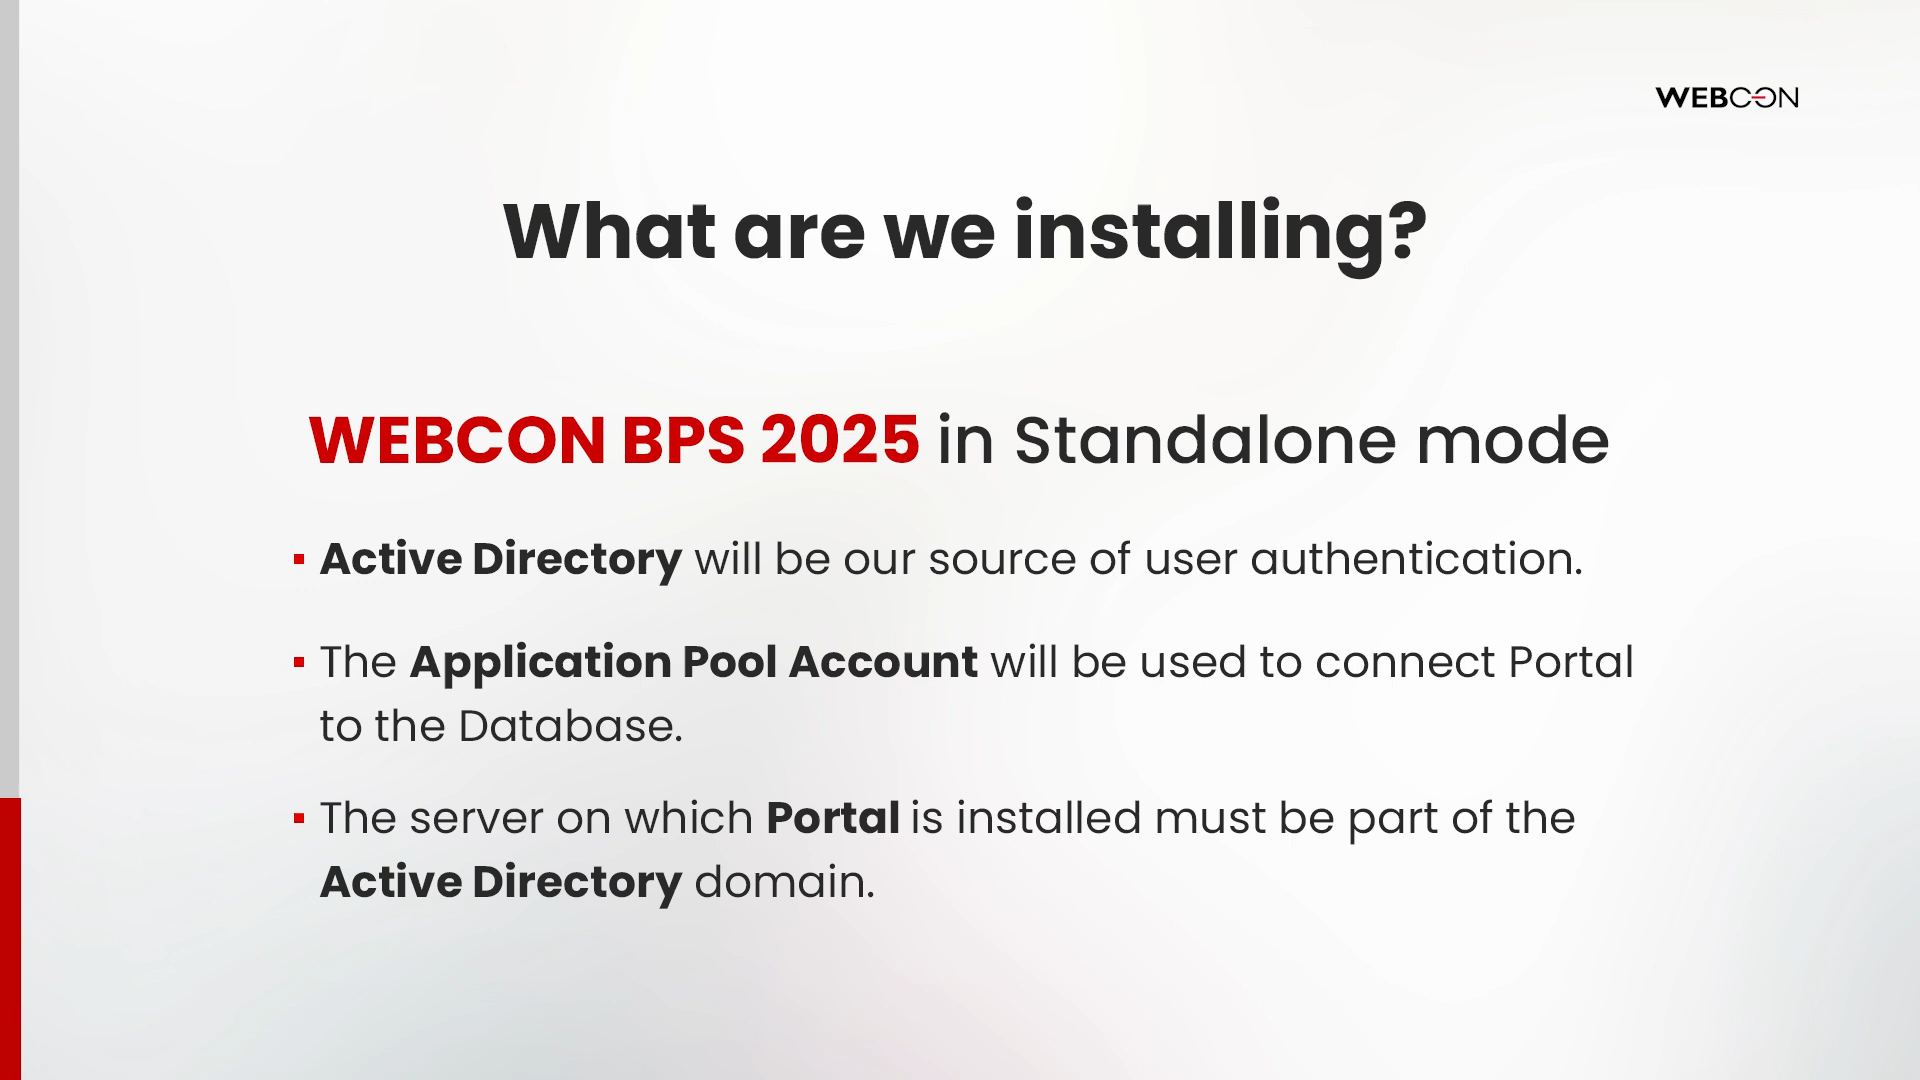 WEBCON
What are we installing?
WEBCON BPS 2025 in Standalone mode
▪ Active Directory will be our source of user authentication.
▪ The Application Pool Account will be used to connect Portal
to the Database.
▪ The server on which Portal is installed must be part of the
Active Directory domain.